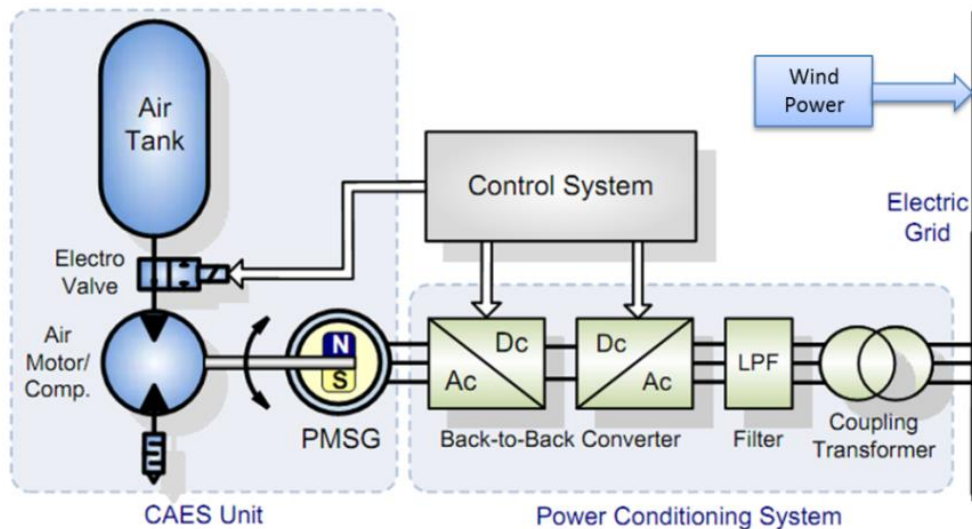 Air
Tank
Wind
Power
Control System
Electric
Grid
Electro
Valve
Air
Motor/
Comp.
N
S
PMSG
Dc
Ac
Dc
Ac
LPF
Back-to-Back Converter
Filter
Coupling
Transformer
CAES Unit
Power Conditioning System